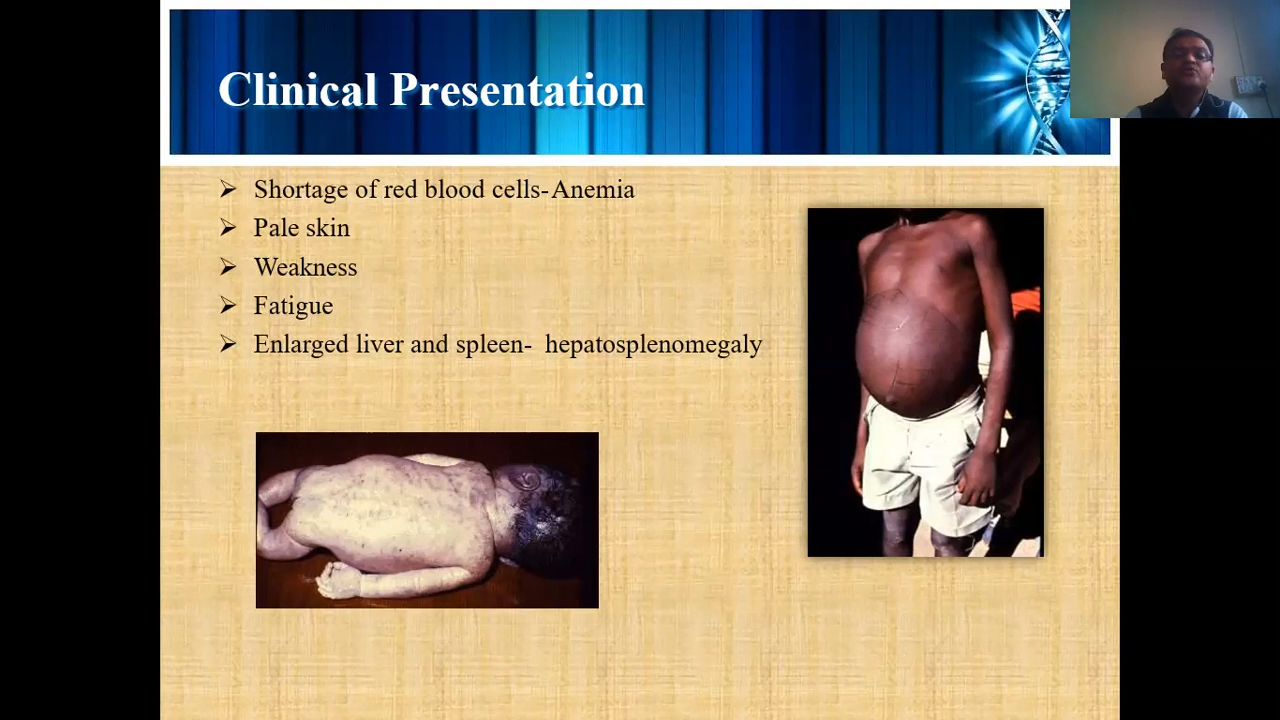 Clinical Presentation
Shortage of red blood cells-Anemia
Pale skin
Weakness
Fatigue
Enlarged liver and spleen- hepatosplenomegaly